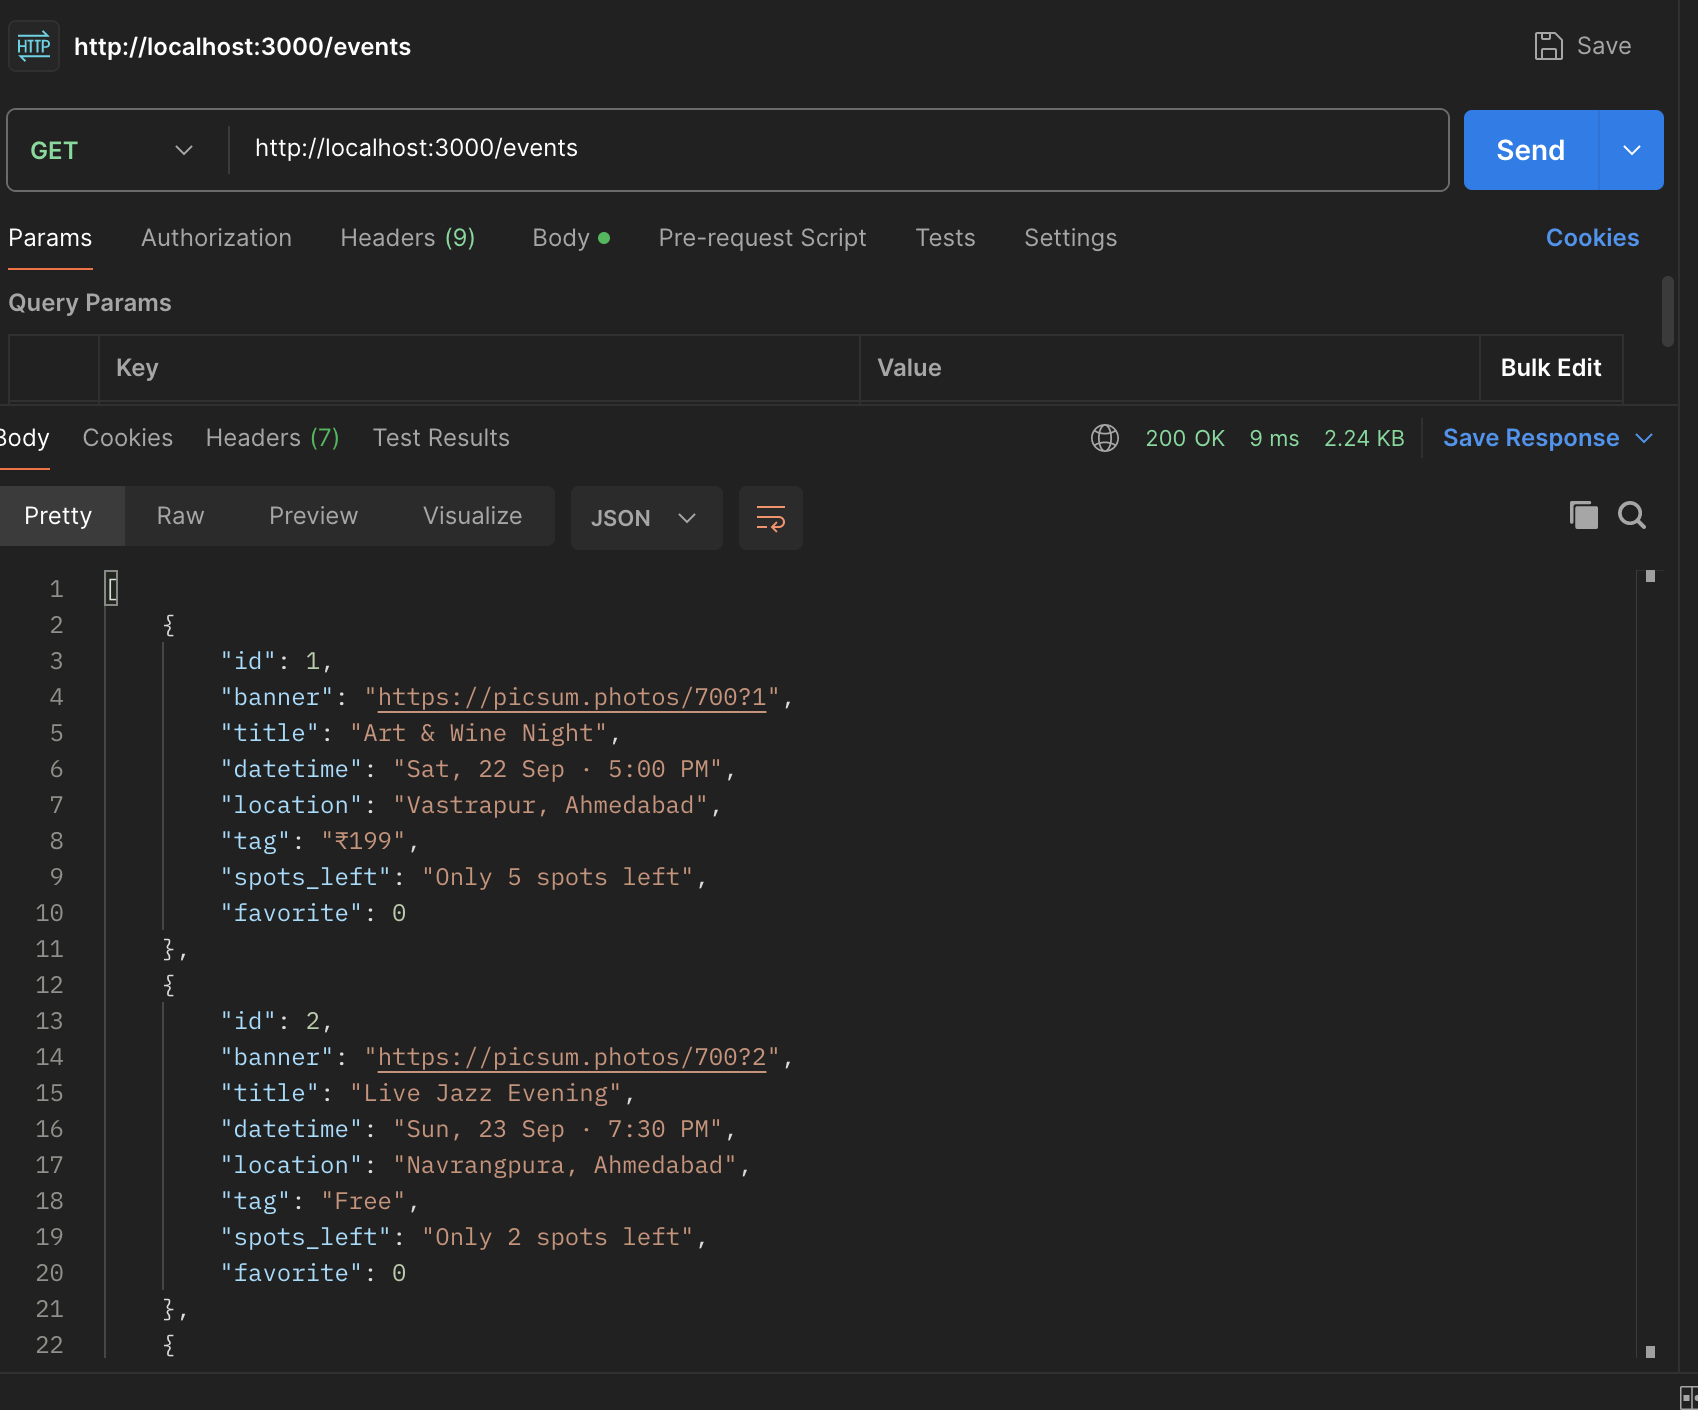 HTTP http://localhost:3000/events Save
GET http://localhost:3000/events Send
Params Authorization Headers (9) Body Pre-request Script Tests Settings Cookies
Query Params
Key Value Bulk Edit
Body Cookies Headers (7) Test Results 200 OK 9 ms 2.24 KB Save Response
Pretty Raw Preview Visualize JSON
1 [
2 {
3 "id": 1,
4 "banner": "https://picsum.photos/700?1",
5 "title": "Art & Wine Night",
6 "datetime": "Sat, 22 Sep · 5:00 PM",
7 "location": "Vastrapur, Ahmedabad",
8 "tag": "₹199",
9 "spots_left": "Only 5 spots left",
10 "favorite": 0
11 },
12 {
13 "id": 2,
14 "banner": "https://picsum.photos/700?2",
15 "title": "Live Jazz Evening",
16 "datetime": "Sun, 23 Sep · 7:30 PM",
17 "location": "Navrangpura, Ahmedabad",
18 "tag": "Free",
19 "spots_left": "Only 2 spots left",
20 "favorite": 0
21 },
22 {